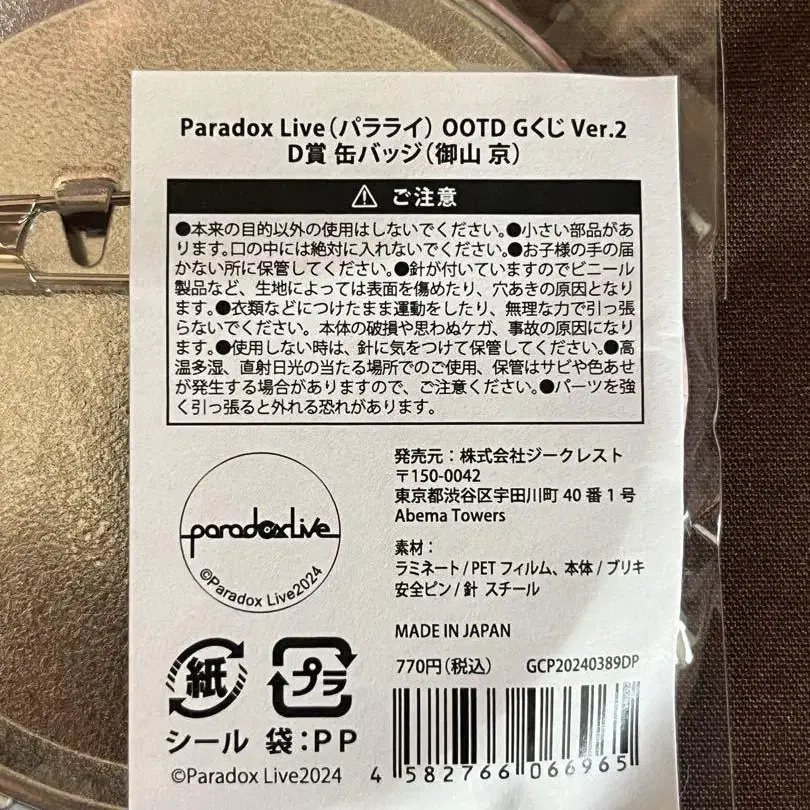 Paradox Live(パラライ) OOTD Gくじ Ver.2
D賞 缶バッジ(御山 京)
ご注意
●本来の目的以外の使用はしないでください。●小さい部品があ
ります。口の中には絶対に入れないでください。●お子様の手の届
かない所に保管してください。●針が付いていますのでビニール
製品など、生地によっては表面を傷めたり、穴あきの原因となり
ます。●衣類などにつけたまま運動をしたり、無理な力で引っ張
らないでください。本体の破損や思わぬケガ、事故の原因になり
ます。●使用しない時は、針に気をつけて保管してください。●高
温多湿、直射日光の当たる場所でのご使用、保管はサビや色あせ
が発生する場合がありますので、ご注意ください。●パーツを強
く引っ張ると外れる恐れがあります。
発売元:株式会社ジークレスト
〒150-0042
東京都渋谷区宇田川町 40 番 1 号
Abema Towers
素材:
ラミネート/PET フィルム、本体/ブリキ
安全ピン/針 スチール
MADE IN JAPAN
770円(税込) GCP20240389DP
paradoxlive
©Paradox Live2024
紙 プラ
シール 袋:PP
©Paradox Live2024
4 582766 066965